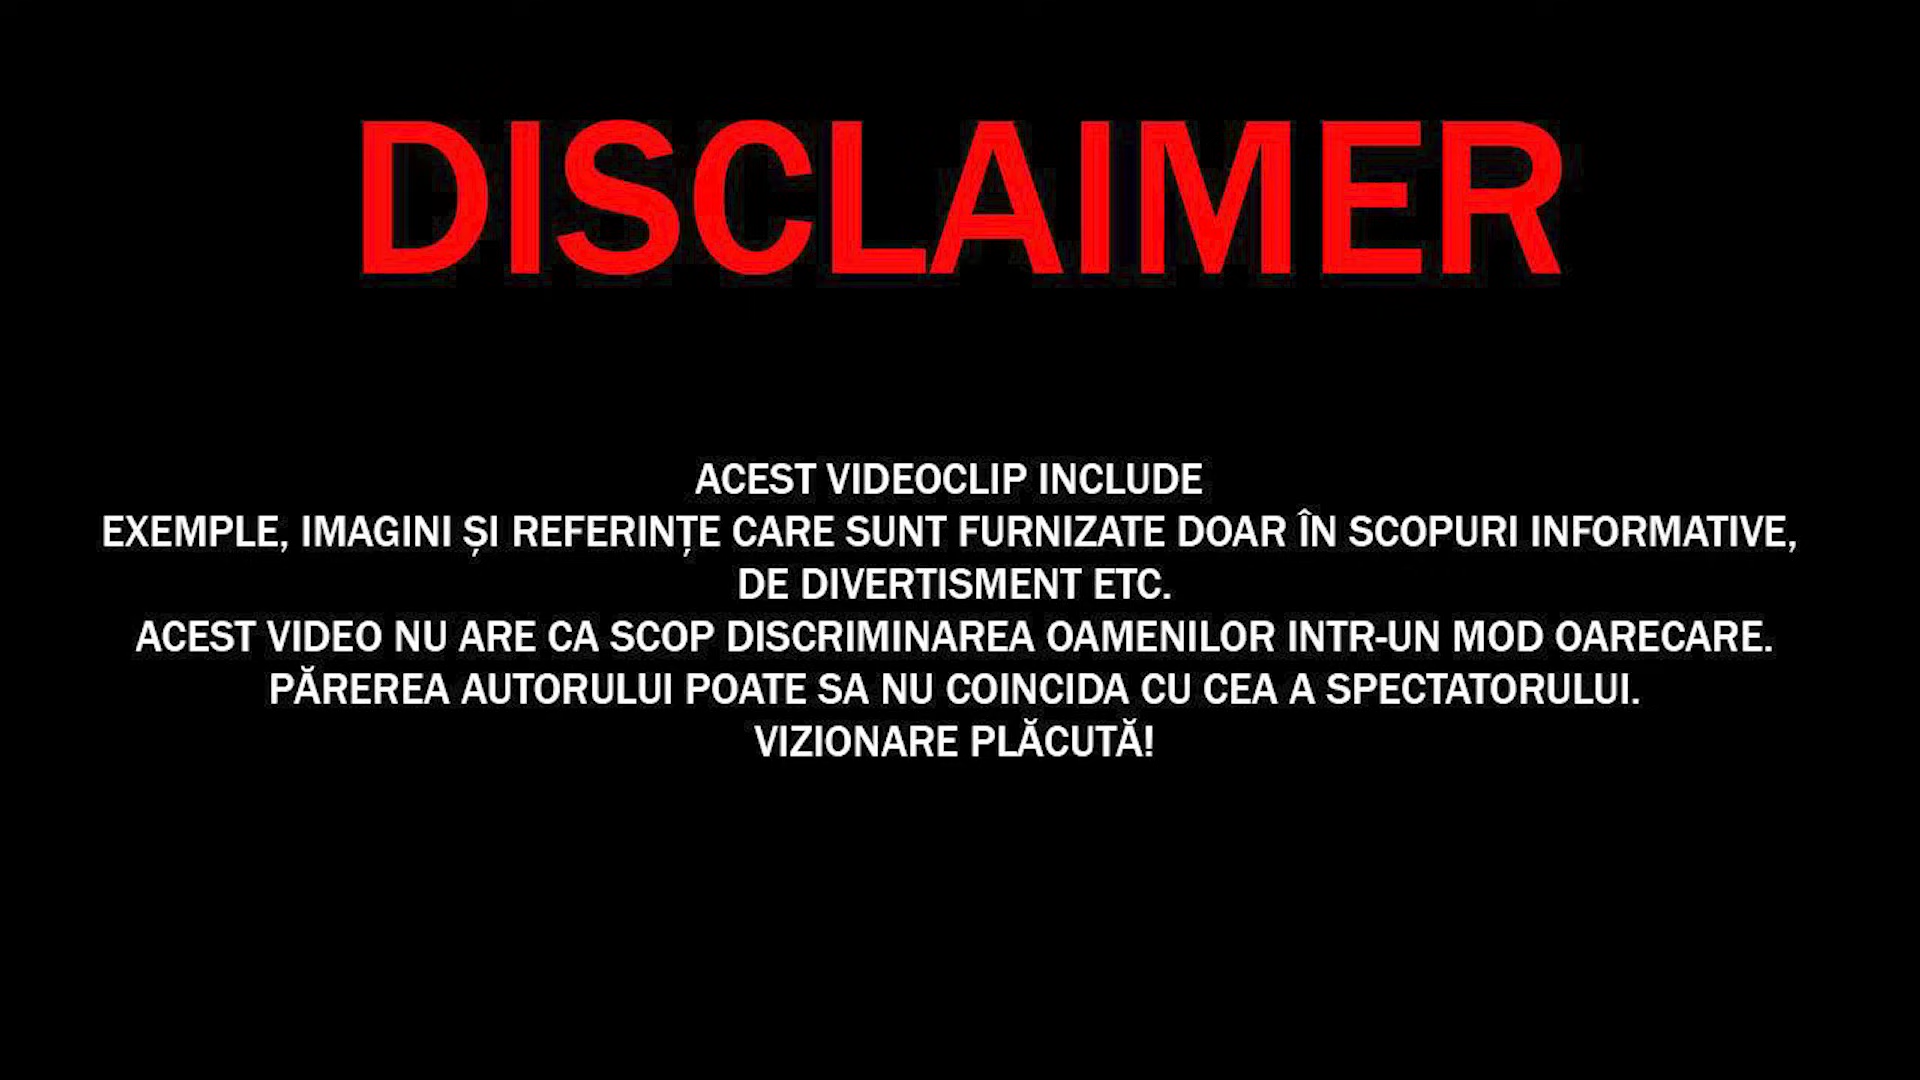 DISCLAIMER
ACEST VIDEOCLIP INCLUDE
EXEMPLE, IMAGINI ȘI REFERINȚE CARE SUNT FURNIZATE DOAR ÎN SCOPURI INFORMATIVE,
DE DIVERTISMENT ETC.
ACEST VIDEO NU ARE CA SCOP DISCRIMINAREA OAMENILOR INTR-UN MOD OARECARE.
PĂREREA AUTORULUI POATE SA NU COINCIDA CU CEA A SPECTATORULUI.
VIZIONARE PLĂCUTĂ!